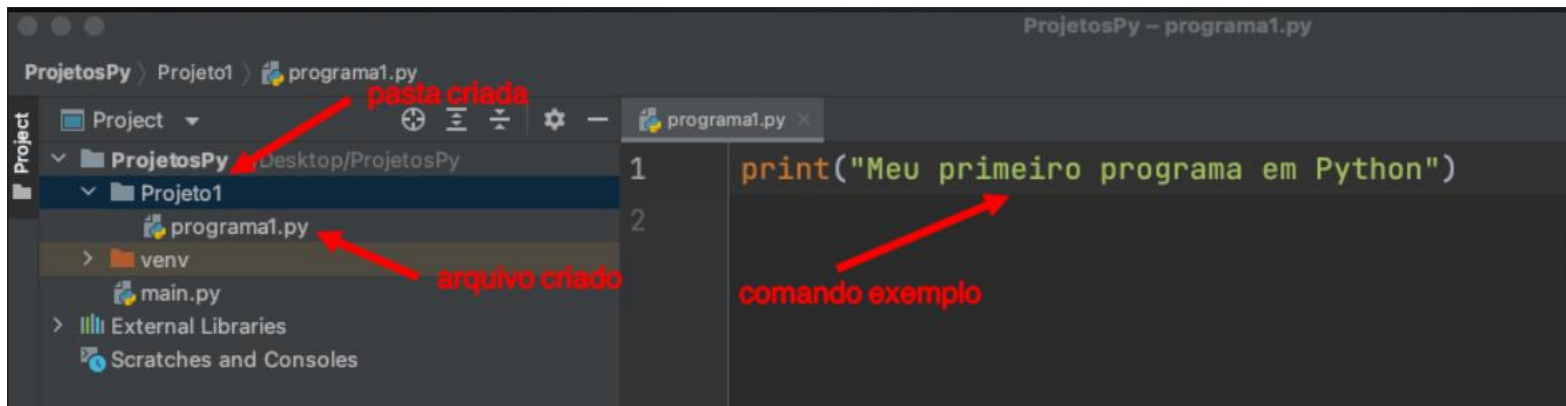 ProjetosPy – programa1.py
ProjetosPy Projeto1 programa1.py
pasta criada
Project
Project
programa1.py
ProjetosPy Desktop/ProjetosPy
1 print("Meu primeiro programa em Python")
Projeto1
programa1.py
2
venv
arquivo criado
comando exemplo
main.py
External Libraries
Scratches and Consoles